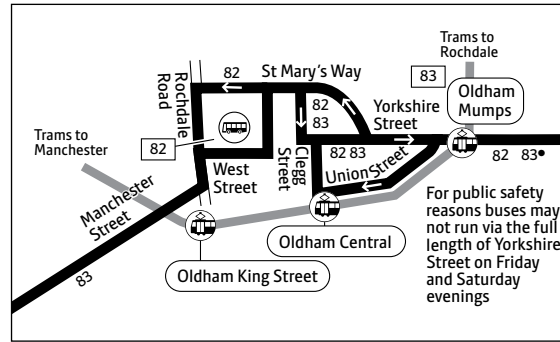 Trams to
Rochdale
83
Oldham
Mumps
82
St Mary's Way
82
83
Yorkshire
Street
Rochdale
Road
Trams to
Manchester
82
West
Street
Clegg
Street
82 83
Union Street
82 83•
Manchester
Street
Oldham Central
83
Oldham King Street
For public safety
reasons buses may
not run via the full
length of Yorkshire
Street on Friday
and Saturday
evenings